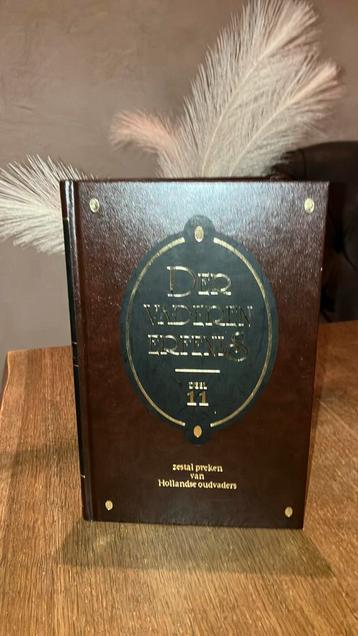 DER
VADEREN
ERFENIS
DEEL
11
zestal preken
van
Hollandse oudvaders